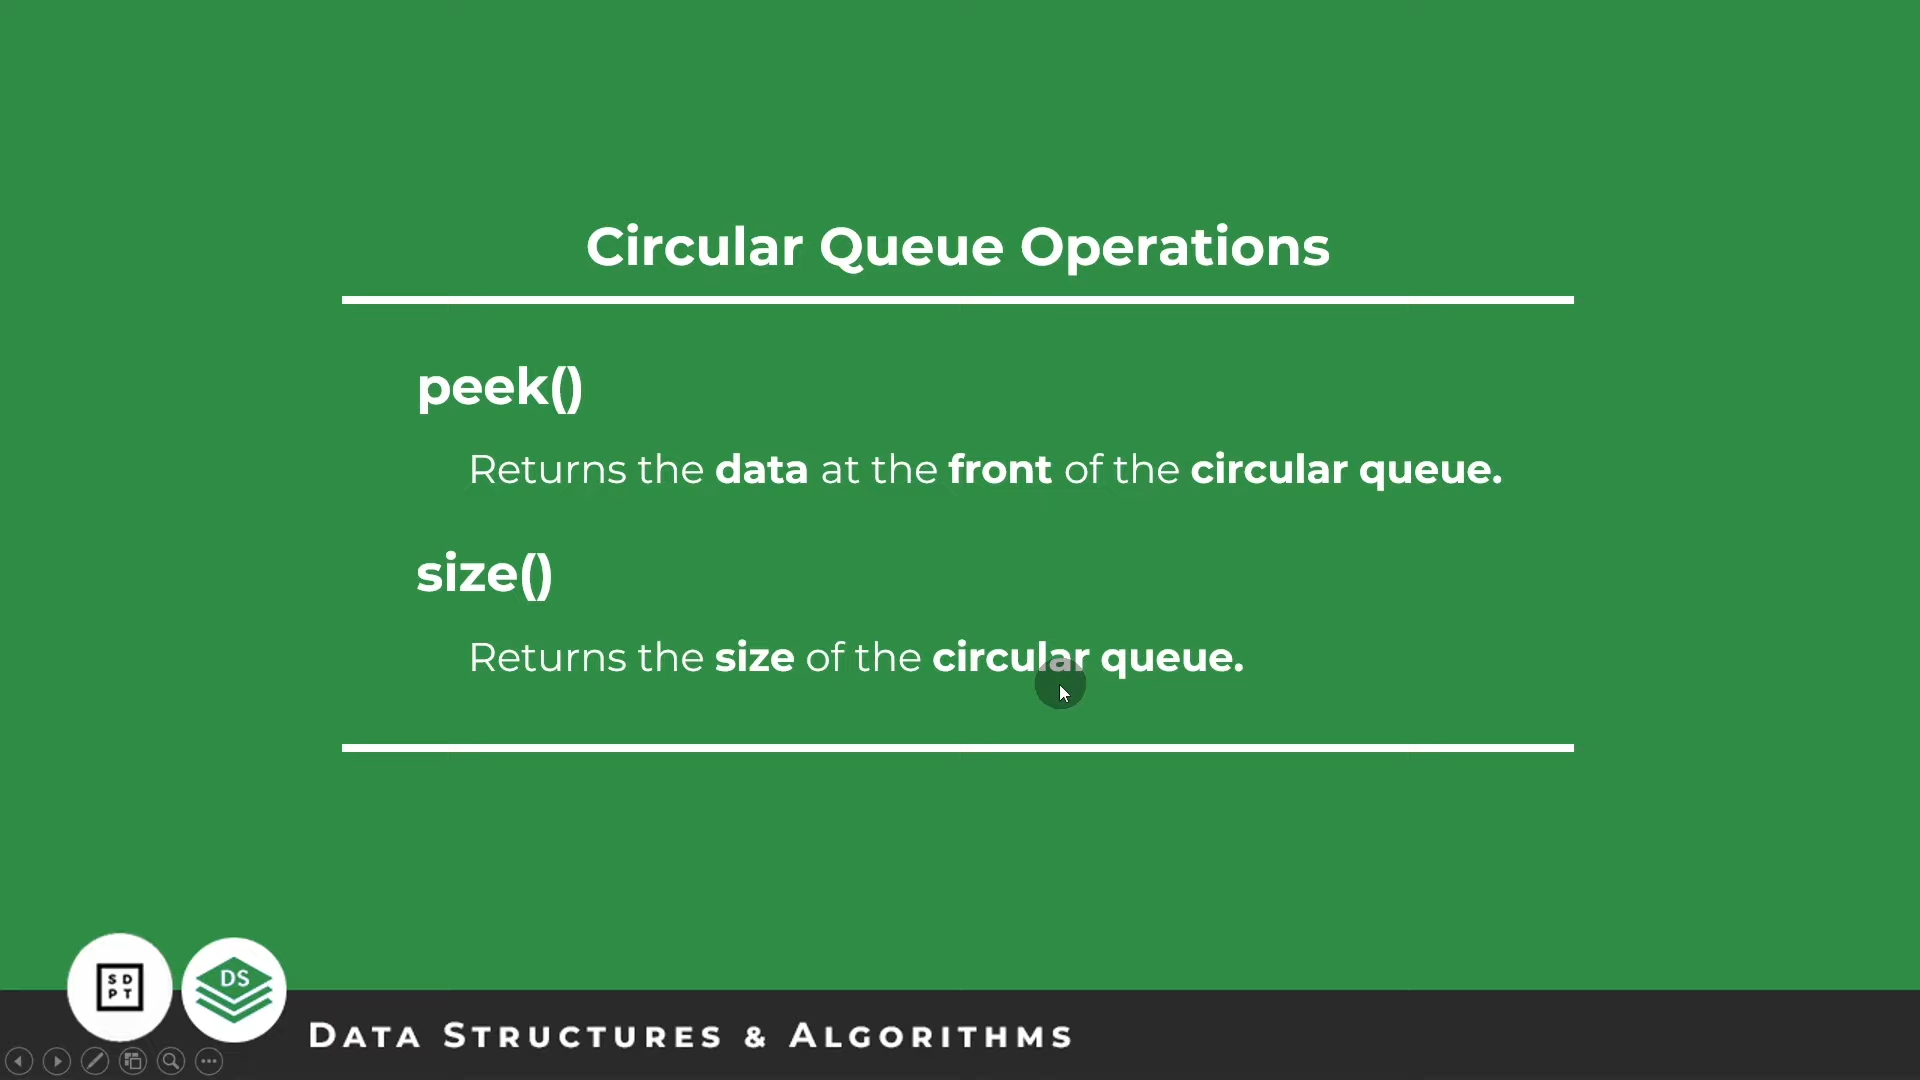 Circular Queue Operations
peek()
Returns the data at the front of the circular queue.
size()
Returns the size of the circular queue.
SD
PT
DS
DATA STRUCTURES & ALGORITHMS